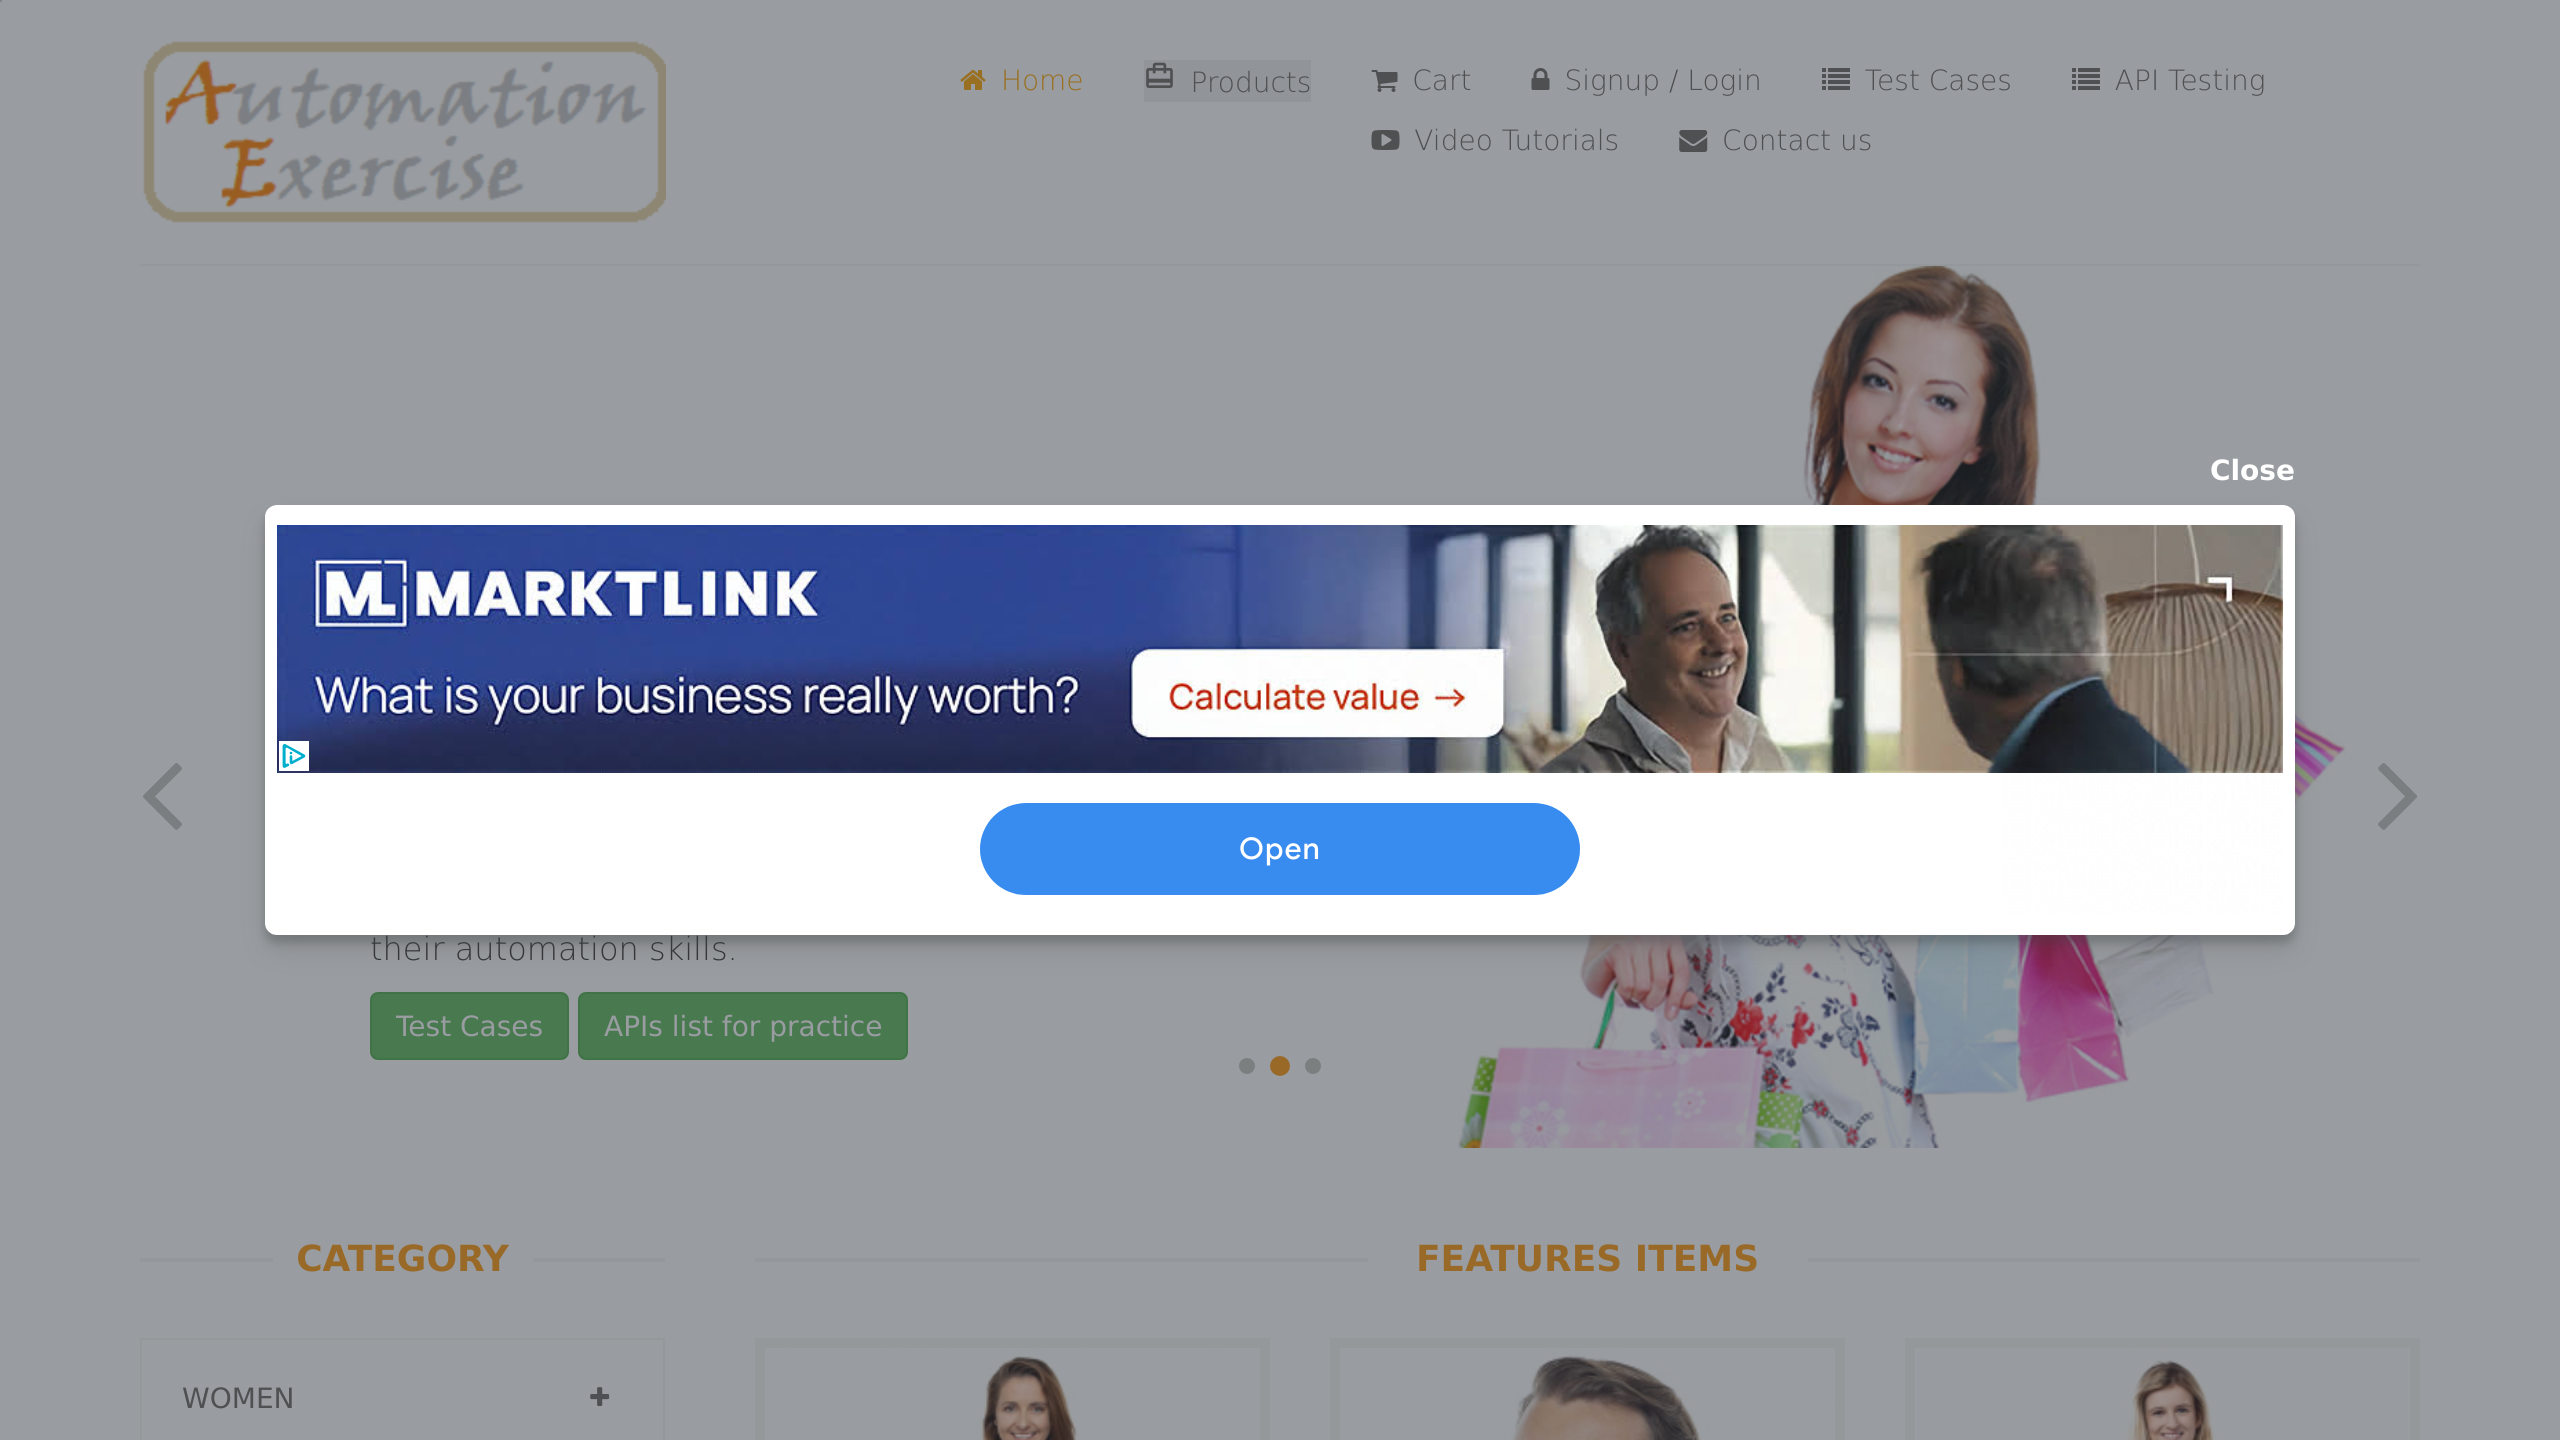 Automation
Exercise
Home
Products
Cart
Signup / Login
Test Cases
API Testing
Video Tutorials
Contact us
Close
ML MARKTLINK
What is your business really worth?
Calculate value →
Open
their automation skills.
Test Cases
APIs list for practice
CATEGORY
FEATURES ITEMS
WOMEN